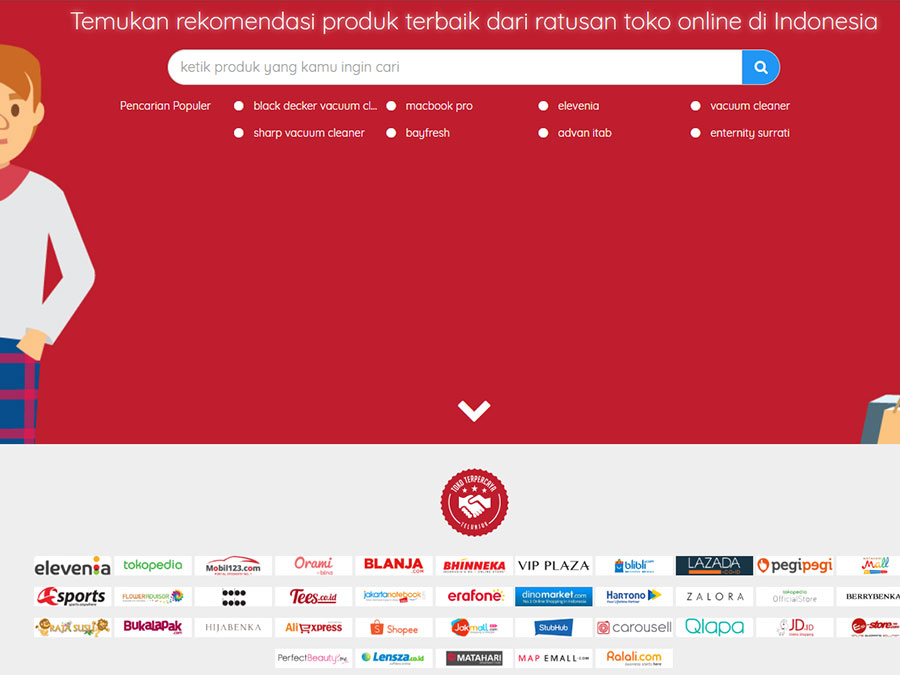 Temukan rekomendasi produk terbaik dari ratusan toko online di Indonesia
ketik produk yang kamu ingin cari
Pencarian Populer black decker vacuum cl... macbook pro elevenia vacuum cleaner
sharp vacuum cleaner bayfresh advan itab enternity surrati
TOKO TERPERCAYA
TELUNJUK
elevenia tokopedia Mobil123.com Orami BLANJA.COM BHINNEKA VIP PLAZA blibli.com LAZADA.CO.ID pegipegi Mall
sports FLOWERADVISOR Tees.co.id jakartanotebook erafone dinomarket.com HARTONO ZALORA tokopedia OfficialStore BERRYBENKA
RAJA SUSU BUKALAPAK.com HIJABENKA AliExpress Shopee Jakmall StubHub carousell Qlapa JD.ID e-store
PerfectBeauty Lensza.co.id MATAHARI MAP EMALL.COM Ralali.com